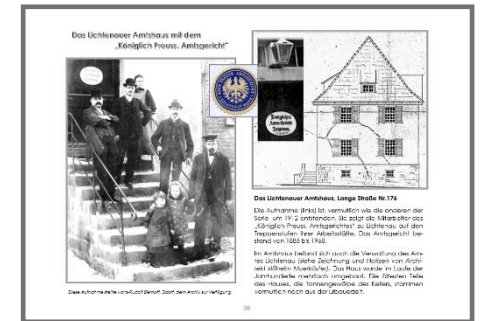 Das Lichtenauer Amtshaus mit dem
„Königlich Preuss. Amtsgericht“
Das Lichtenauer Amtshaus, Lange Straße Nr.176
Die Aufnahme (links) ist, vermutlich wie die anderen der
Serie, um 1912 entstanden. Sie zeigt die Mitarbeiter des
„Königlich Preuss. Amtsgerichtes“ zu Lichtenau auf den
Treppenstufen ihrer Arbeitsstätte. Das Amtsgericht be-
stand von 1888 bis 1968.
Im Amtshaus befand sich auch die Verwaltung des Am-
tes Lichtenau (siehe Zeichnung und Notizen von Archi-
tekt Wilhelm Muerköster). Das Haus wurde im Laufe der
Jahrhunderte mehrfach umgebaut. Die ältesten Teile
des Hauses, die Tonnengewölbe des Kellers, stammen
vermutlich noch aus der Erbauerzeit.
Diese Aufnahme stellte Hans-Rudolf
dem Archiv zur Verfügung.